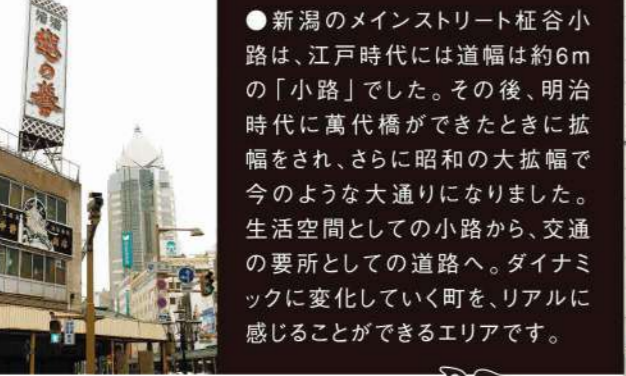 越の誉
●新潟のメインストリート柾谷小
路は、江戸時代には道幅は約6m
の「小路」でした。その後、明治
時代に萬代橋ができたときに拡
幅をされ、さらに昭和の大拡幅で
今のような大通りになりました。
生活空間としての小路から、交通
の要所としての道路へ。ダイナミ
ックに変化していく町を、リアルに
感じることができるエリアです。